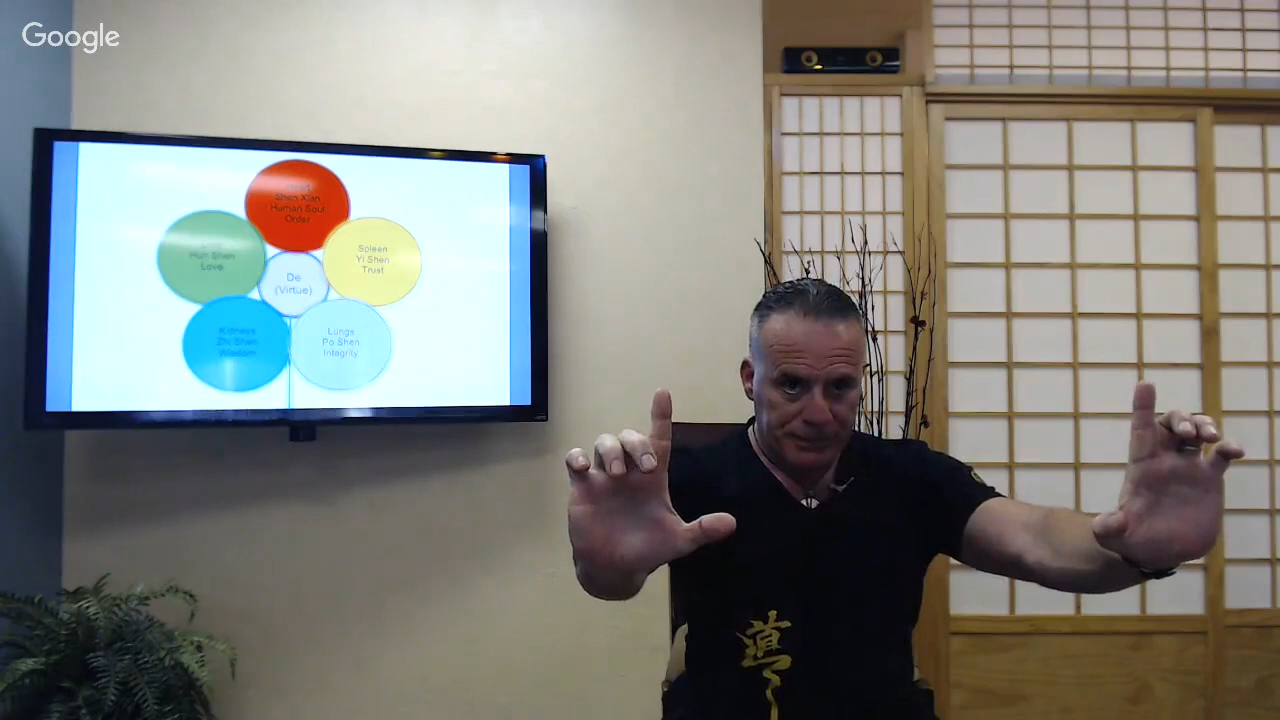 Google
Shen Xian
Human Soul
Order
Hun Shen
Love
Spleen
Yi Shen
Trust
De
(Virtue)
Kidneys
Zhi Shen
Wisdom
Lungs
Po Shen
Integrity
道